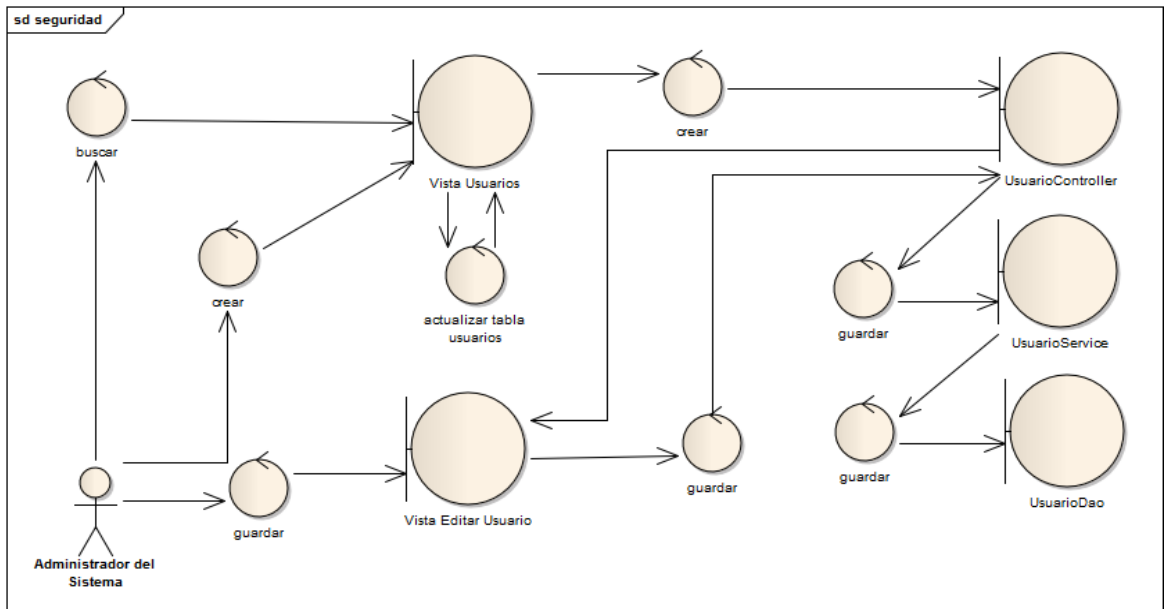 sd seguridad
buscar
Vista Usuarios
crear
UsuarioController
crear
actualizar tabla
usuarios
guardar
UsuarioService
guardar
UsuarioDao
guardar
Vista Editar Usuario
guardar
Administrador del
Sistema